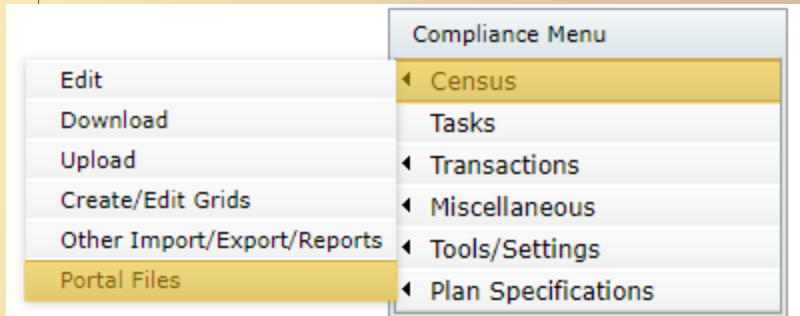 Compliance Menu
Census
Tasks
Transactions
Miscellaneous
Tools/Settings
Plan Specifications
Edit
Download
Upload
Create/Edit Grids
Other Import/Export/Reports
Portal Files